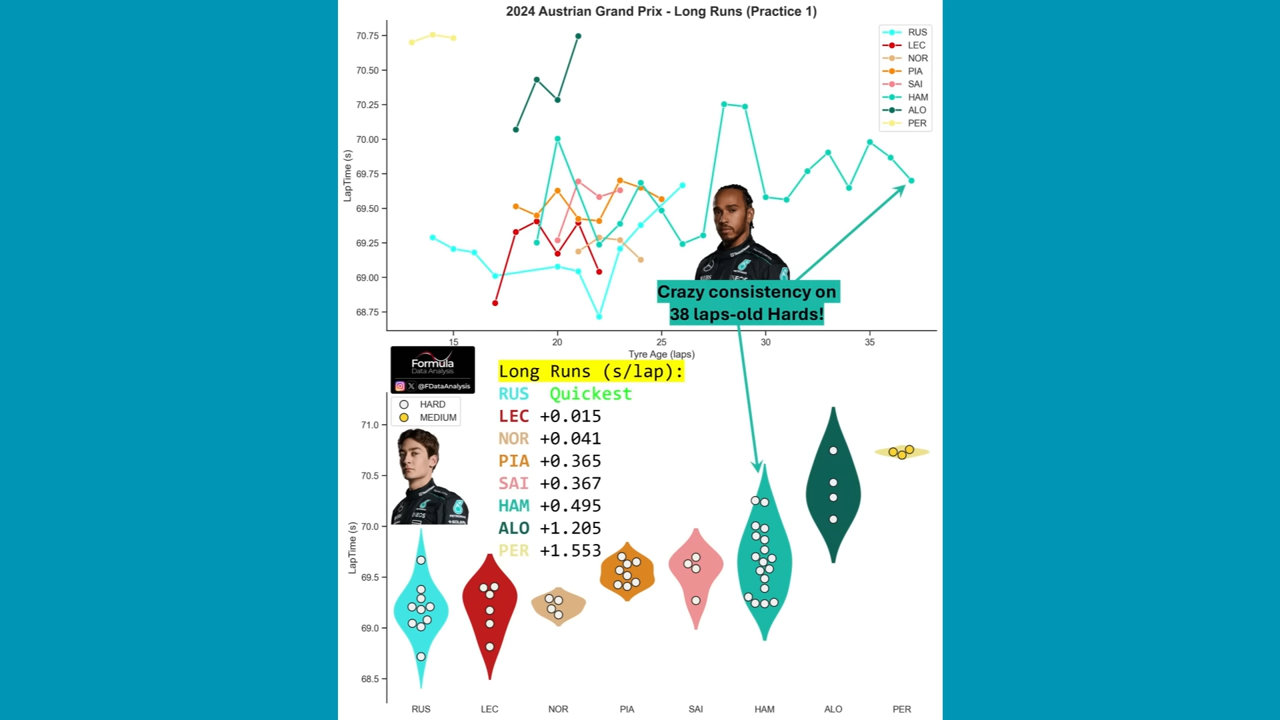 2024 Austrian Grand Prix - Long Runs (Practice 1)
LapTime (s)
70.75
70.50
70.25
70.00
69.75
69.50
69.25
69.00
68.75
RUS
LEC
NOR
PIA
SAI
HAM
ALO
PER
Crazy consistency on
38 laps-old Hards!
15
20
25
30
35
Tyre Age (laps)
Formula
Data Analysis
@FDataAnalysis
HARD
MEDIUM
Long Runs (s/lap):
RUS Quickest
LEC +0.015
NOR +0.041
PIA +0.365
SAI +0.367
HAM +0.495
ALO +1.205
PER +1.553
LapTime (s)
71.0
70.5
70.0
69.5
69.0
68.5
RUS
LEC
NOR
PIA
SAI
HAM
ALO
PER